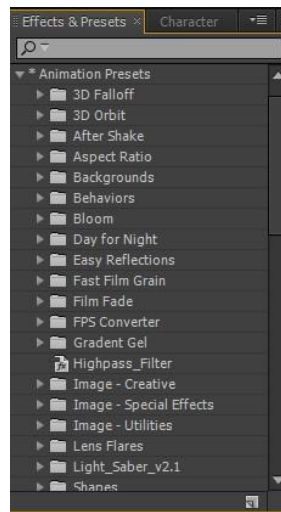 Effects & Presets × Character
* Animation Presets
3D Falloff
3D Orbit
After Shake
Aspect Ratio
Backgrounds
Behaviors
Bloom
Day for Night
Easy Reflections
Fast Film Grain
Film Fade
FPS Converter
Gradent Gel
Highpass_Filter
Image - Creative
Image - Special Effects
Image - Utilities
Lens Flares
Light_Saber_v2.1
Shapes